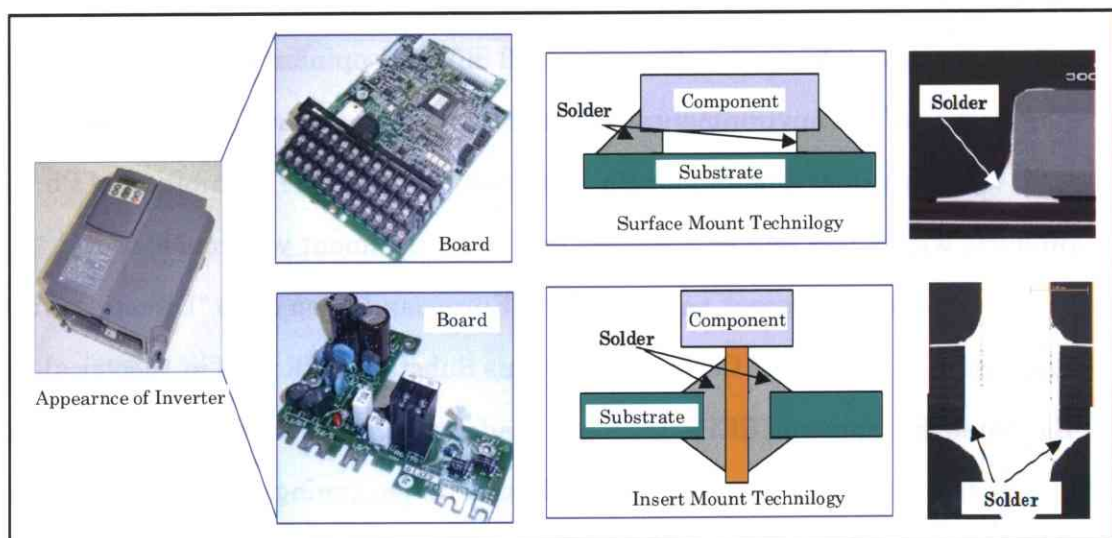 Appearnce of Inverter
Board
Board
Solder
Component
Substrate
Surface Mount Technilogy
Solder
Component
Solder
Substrate
Insert Mount Technilogy
Solder